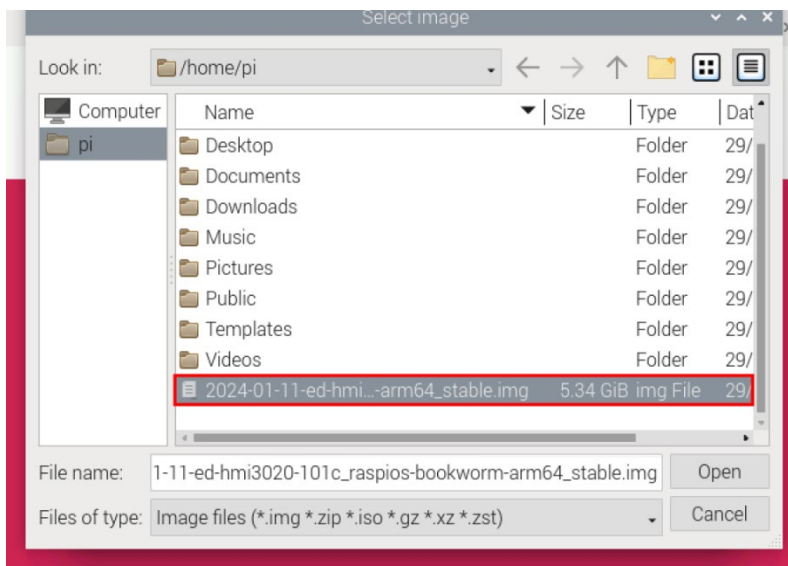 Select image
Look in: /home/pi
Computer
pi
Name Size Type Dat
Desktop Folder 29/
Documents Folder 29/
Downloads Folder 29/
Music Folder 29/
Pictures Folder 29/
Public Folder 29/
Templates Folder 29/
Videos Folder 29/
2024-01-11-ed-hmi...-arm64_stable.img 5.34 GiB img File 29/
File name: 1-11-ed-hmi3020-101c_raspios-bookworm-arm64_stable.img Open
Files of type: Image files (*.img *.zip *.iso *.gz *.xz *.zst) Cancel